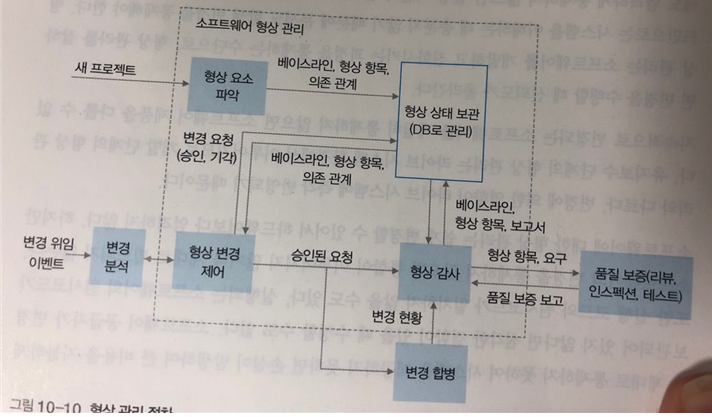 소프트웨어 형상 관리
새 프로젝트
형상 요소
파악
베이스라인, 형상 항목,
의존 관계
형상 상태 보관
(DB로 관리)
변경 요청
(승인, 기각)
베이스라인, 형상 항목,
의존 관계
베이스라인,
형상 항목, 보고서
변경 위임
이벤트
변경
분석
형상 변경
제어
승인된 요청
형상 감사
형상 항목, 요구
품질 보증 보고
품질 보증(리뷰,
인스펙션, 테스트)
변경 현황
변경 합병
그림 10-10 형상 관리 절차